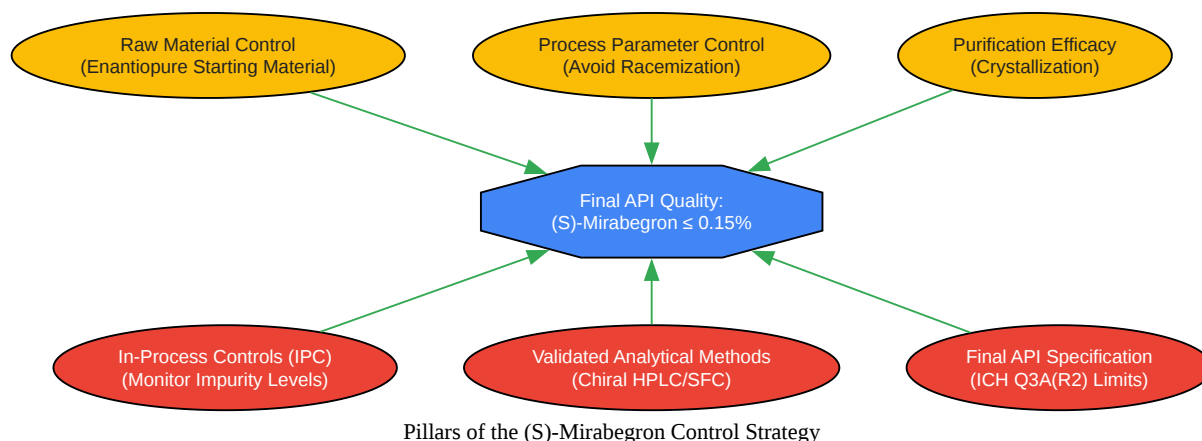 Raw Material Control
(Enantiopure Starting Material)
Process Parameter Control
(Avoid Racemization)
Purification Efficacy
(Crystallization)
Final API Quality:
(S)-Mirabegron ≤ 0.15%
In-Process Controls (IPC)
(Monitor Impurity Levels)
Validated Analytical Methods
(Chiral HPLC/SFC)
Final API Specification
(ICH Q3A(R2) Limits)
Pillars of the (S)-Mirabegron Control Strategy